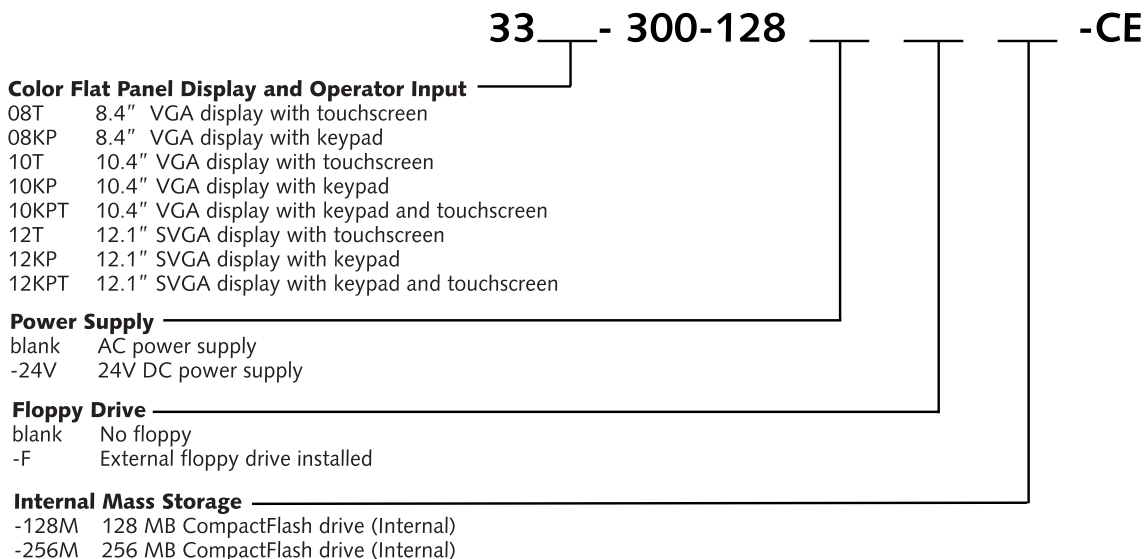 33____- 300-128 ____ ____ ____ -CE
Color Flat Panel Display and Operator Input
08T 8.4" VGA display with touchscreen
08KP 8.4" VGA display with keypad
10T 10.4" VGA display with touchscreen
10KP 10.4" VGA display with keypad
10KPT 10.4" VGA display with keypad and touchscreen
12T 12.1" SVGA display with touchscreen
12KP 12.1" SVGA display with keypad
12KPT 12.1" SVGA display with keypad and touchscreen
Power Supply
blank AC power supply
-24V 24V DC power supply
Floppy Drive
blank No floppy
-F External floppy drive installed
Internal Mass Storage
-128M 128 MB CompactFlash drive (Internal)
-256M 256 MB CompactFlash drive (Internal)